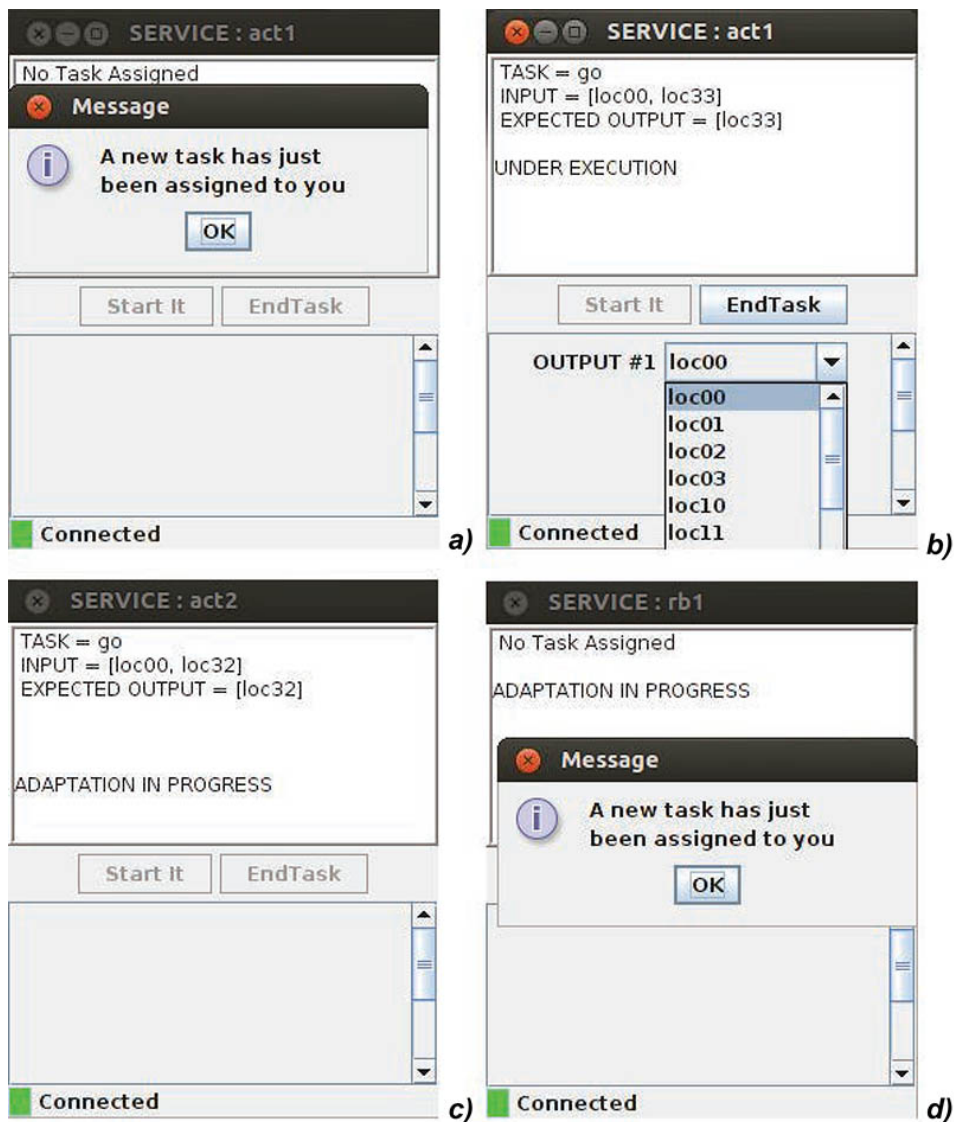 SERVICE : act1
No Task Assigned
Message
A new task has just
been assigned to you
OK
Start It
EndTask
Connected
a)
SERVICE : act1
TASK = go
INPUT = [loc00, loc33]
EXPECTED OUTPUT = [loc33]
UNDER EXECUTION
Start It
EndTask
OUTPUT #1 loc00
loc00
loc01
loc02
loc03
loc10
loc11
Connected
b)
SERVICE : act2
TASK = go
INPUT = [loc00, loc32]
EXPECTED OUTPUT = [loc32]
ADAPTATION IN PROGRESS
Start It
EndTask
Connected
c)
SERVICE : rb1
No Task Assigned
ADAPTATION IN PROGRESS
Message
A new task has just
been assigned to you
OK
Connected
d)